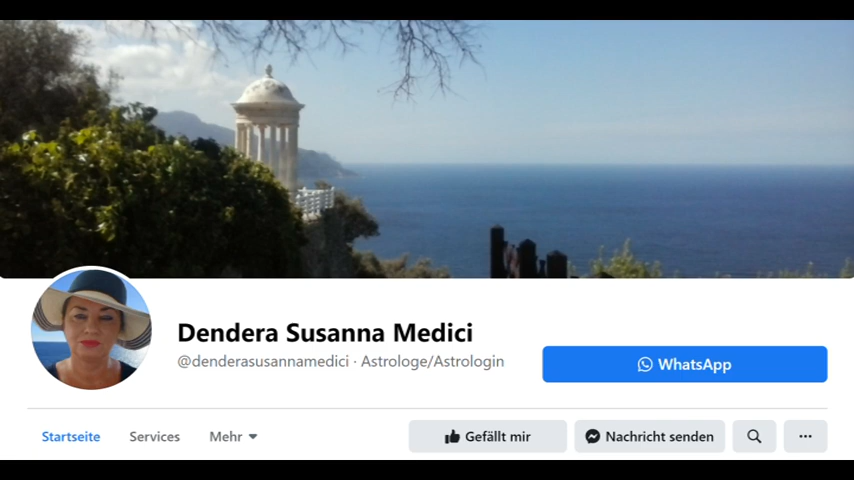 Dendera Susanna Medici
@denderasusannamedici · Astrologe/Astrologin
WhatsApp
Startseite Services Mehr Gefällt mir Nachricht senden